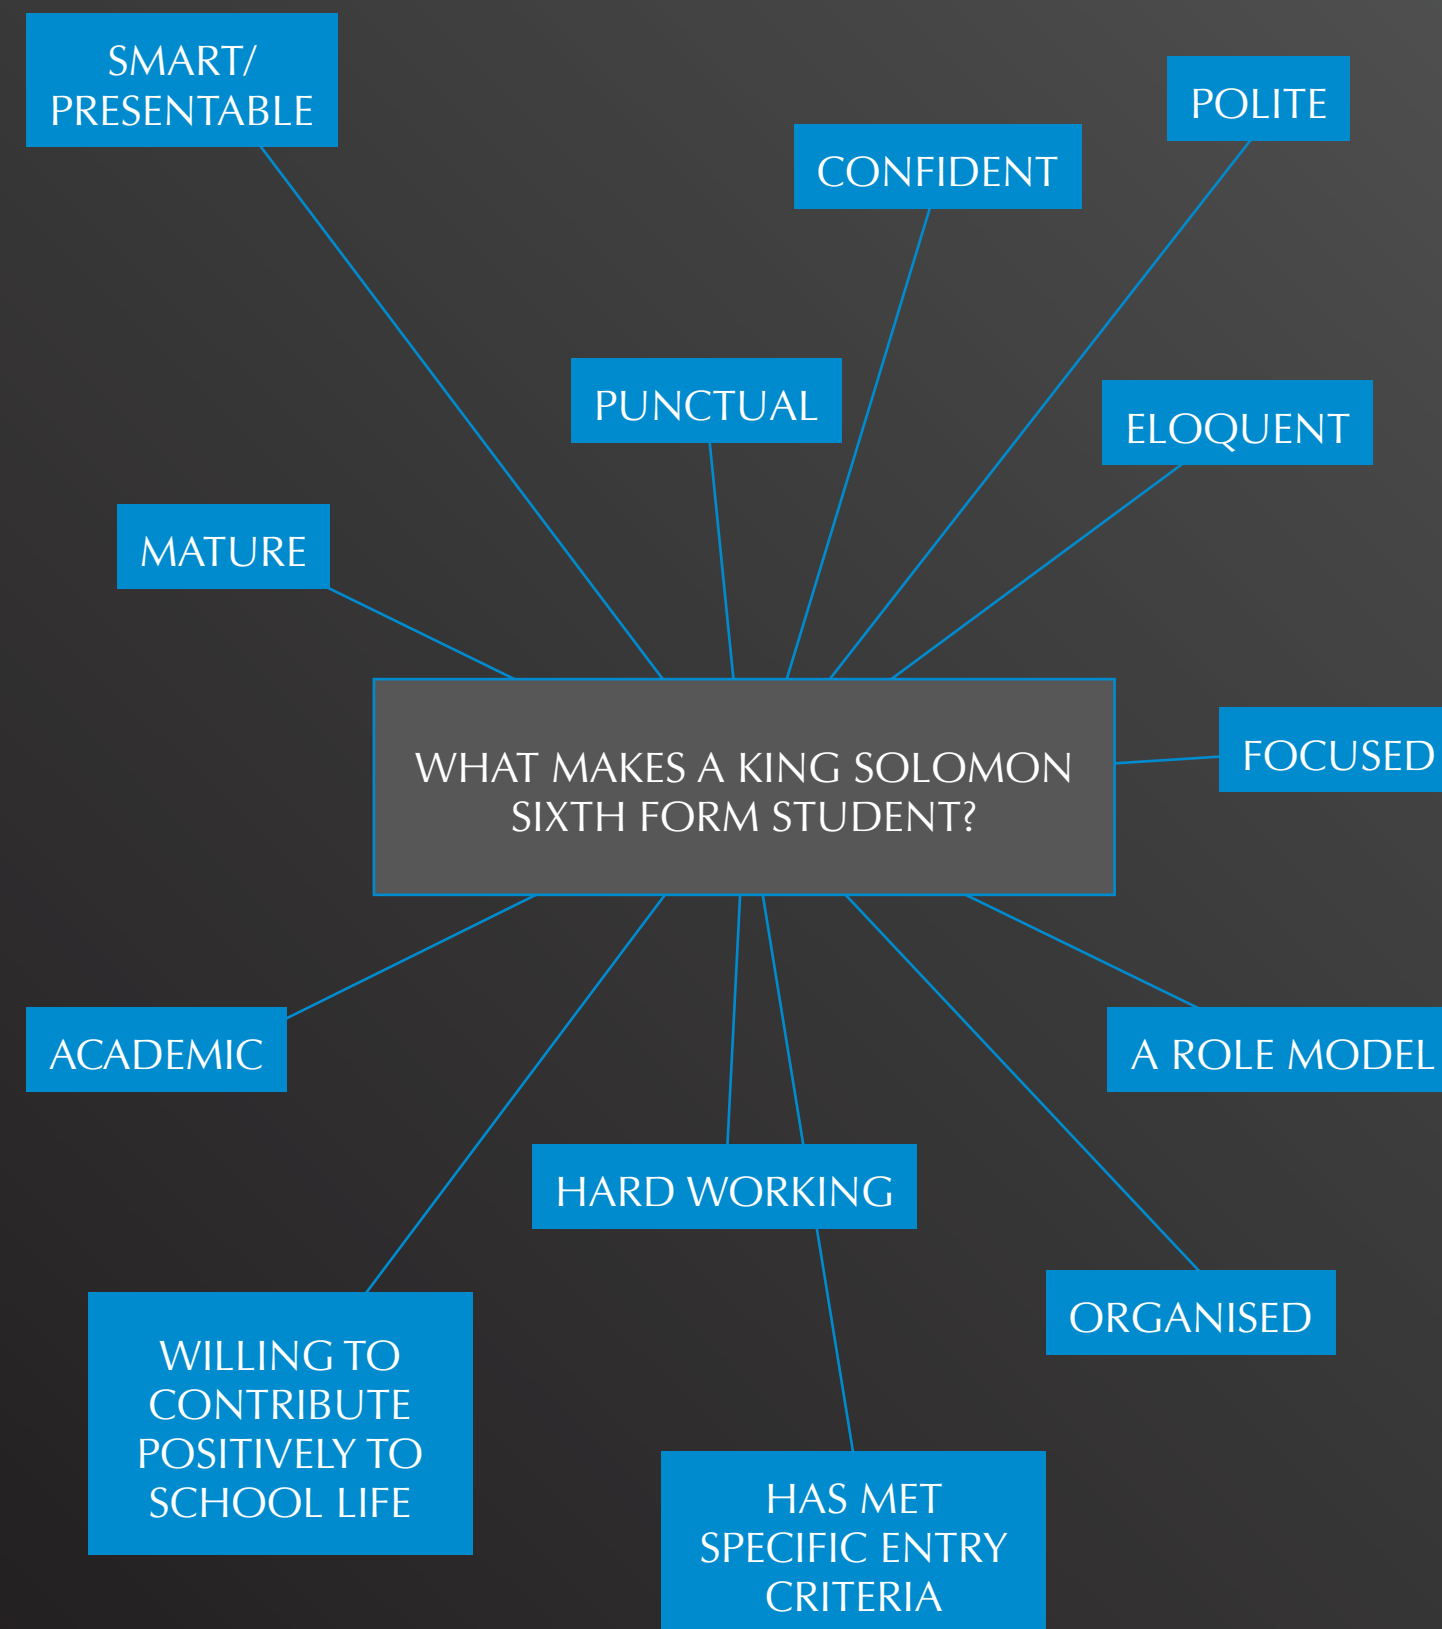 SMART/
PRESENTABLE
POLITE
CONFIDENT
PUNCTUAL
ELOQUENT
MATURE
FOCUSED
WHAT MAKES A KING SOLOMON
SIXTH FORM STUDENT?
ACADEMIC
A ROLE MODEL
HARD WORKING
ORGANISED
WILLING TO
CONTRIBUTE
POSITIVELY TO
SCHOOL LIFE
HAS MET
SPECIFIC ENTRY
CRITERIA